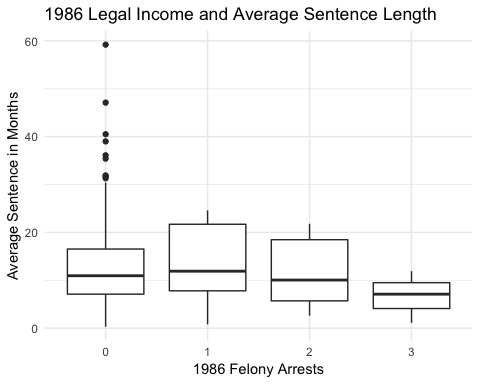 1986 Legal Income and Average Sentence Length
60
40
20
0
Average Sentence in Months
0 1 2 3
1986 Felony Arrests